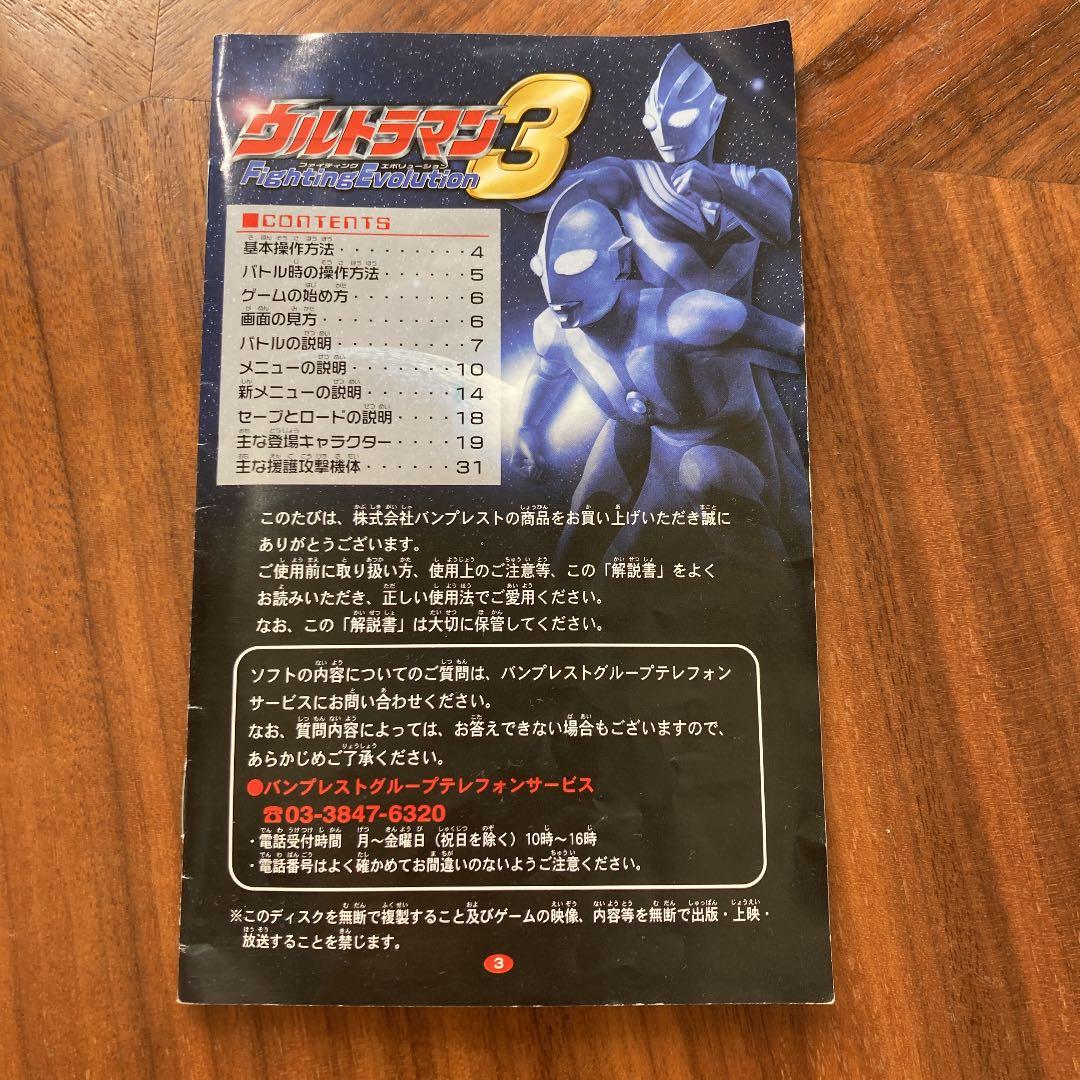 ウルトラマン3
ファイティング エボリューション
Fighting Evolution
■CONTENTS
基本操作方法・・・・・・・・4
バトル時の操作方法・・・・・・5
ゲームの始め方・・・・・・・・6
画面の見方・・・・・・・・・6
バトルの説明・・・・・・・・7
メニューの説明・・・・・・・10
新メニューの説明・・・・・・14
セーブとロードの説明・・・・・18
主な登場キャラクター・・・・19
主な援護攻撃機体・・・・・・31
このたびは、株式会社バンプレストの商品をお買い上げいただき誠に
ありがとうございます。
ご使用前に取り扱い方、使用上のご注意等、この「解説書」をよく
お読みいただき、正しい使用法でご愛用ください。
なお、この「解説書」は大切に保管してください。
ソフトの内容についてのご質問は、バンプレストグループテレフォン
サービスにお問い合わせください。
なお、質問内容によっては、お答えできない場合もございますので、
あらかじめご了承ください。
●バンプレストグループテレフォンサービス
☎03-3847-6320
・電話受付時間 月～金曜日（祝日を除く）10時～16時
・電話番号はよく確かめてお間違いのないようご注意ください。
※このディスクを無断で複製すること及びゲームの映像、内容等を無断で出版・上映・
放送することを禁じます。
3